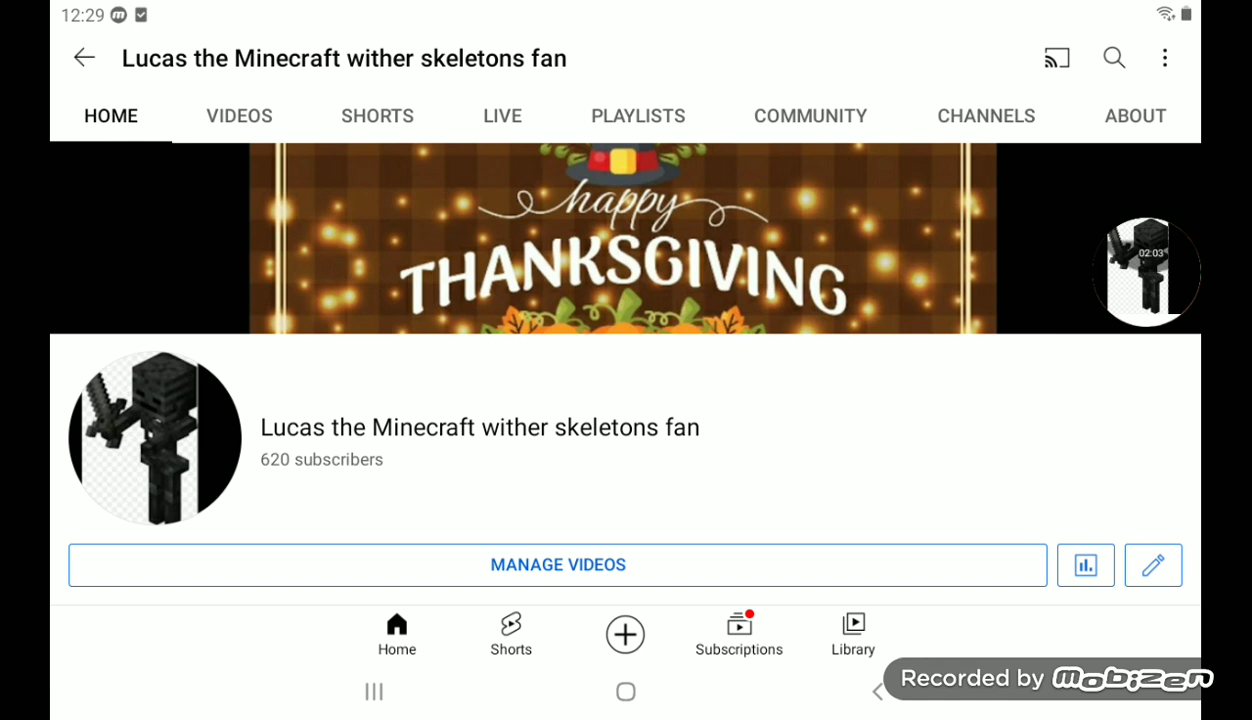 12:29
Lucas the Minecraft wither skeletons fan
HOME VIDEOS SHORTS LIVE PLAYLISTS COMMUNITY CHANNELS ABOUT
happy
THANKSGIVING
02:03
Lucas the Minecraft wither skeletons fan
620 subscribers
MANAGE VIDEOS
Home Shorts Subscriptions Library
Recorded by Mobizen